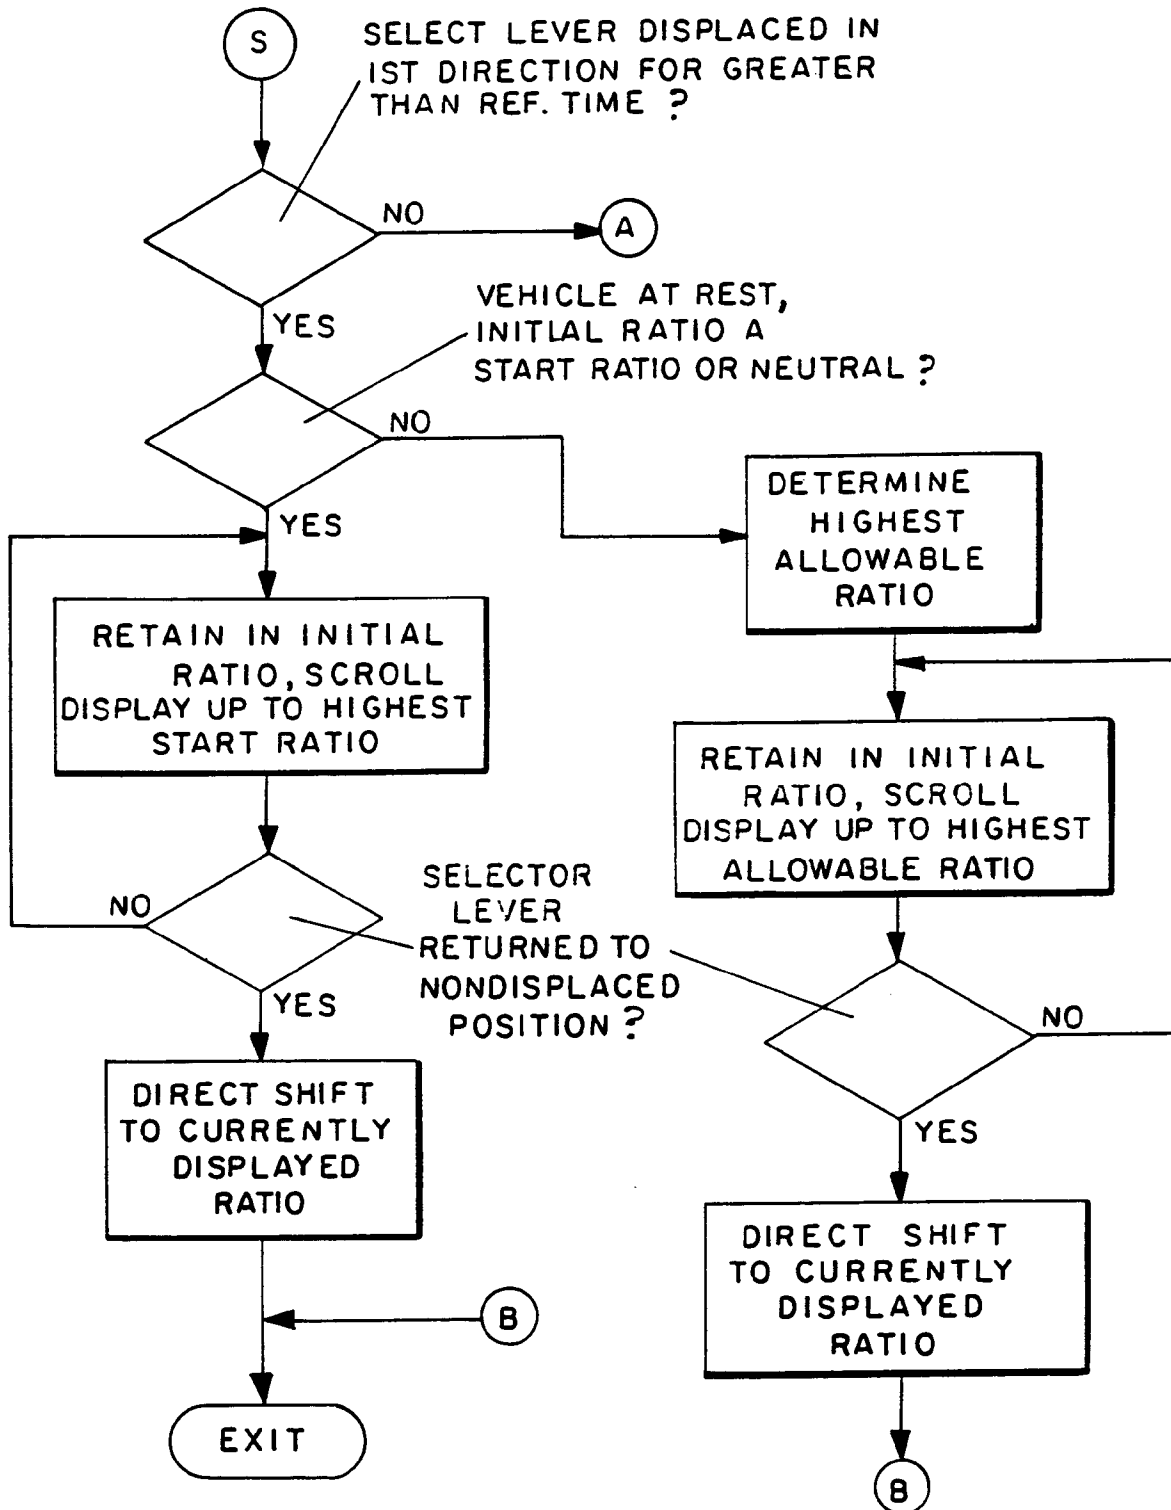 S
SELECT LEVER DISPLACED IN
1ST DIRECTION FOR GREATER
THAN REF. TIME ?
NO
A
YES
VEHICLE AT REST,
INITIAL RATIO A
START RATIO OR NEUTRAL ?
NO
YES
DETERMINE
HIGHEST
ALLOWABLE
RATIO
RETAIN IN INITIAL
RATIO, SCROLL
DISPLAY UP TO HIGHEST
START RATIO
RETAIN IN INITIAL
RATIO, SCROLL
DISPLAY UP TO HIGHEST
ALLOWABLE RATIO
NO
SELECTOR
LEVER
RETURNED TO
NONDISPLACED
POSITION ?
YES
NO
YES
DIRECT SHIFT
TO CURRENTLY
DISPLAYED
RATIO
DIRECT SHIFT
TO CURRENTLY
DISPLAYED
RATIO
B
EXIT
B